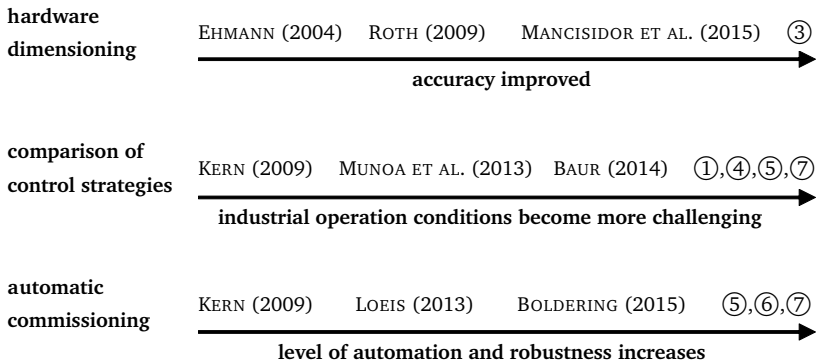 hardware
dimensioning
EHMANN (2004) ROTH (2009) MANCISIDOR ET AL. (2015) ③
accuracy improved
comparison of
control strategies
KERN (2009) MUNOA ET AL. (2013) BAUR (2014) ①,④,⑤,⑦
industrial operation conditions become more challenging
automatic
commissioning
KERN (2009) LOEIS (2013) BOLDERING (2015) ⑤,⑥,⑦
level of automation and robustness increases